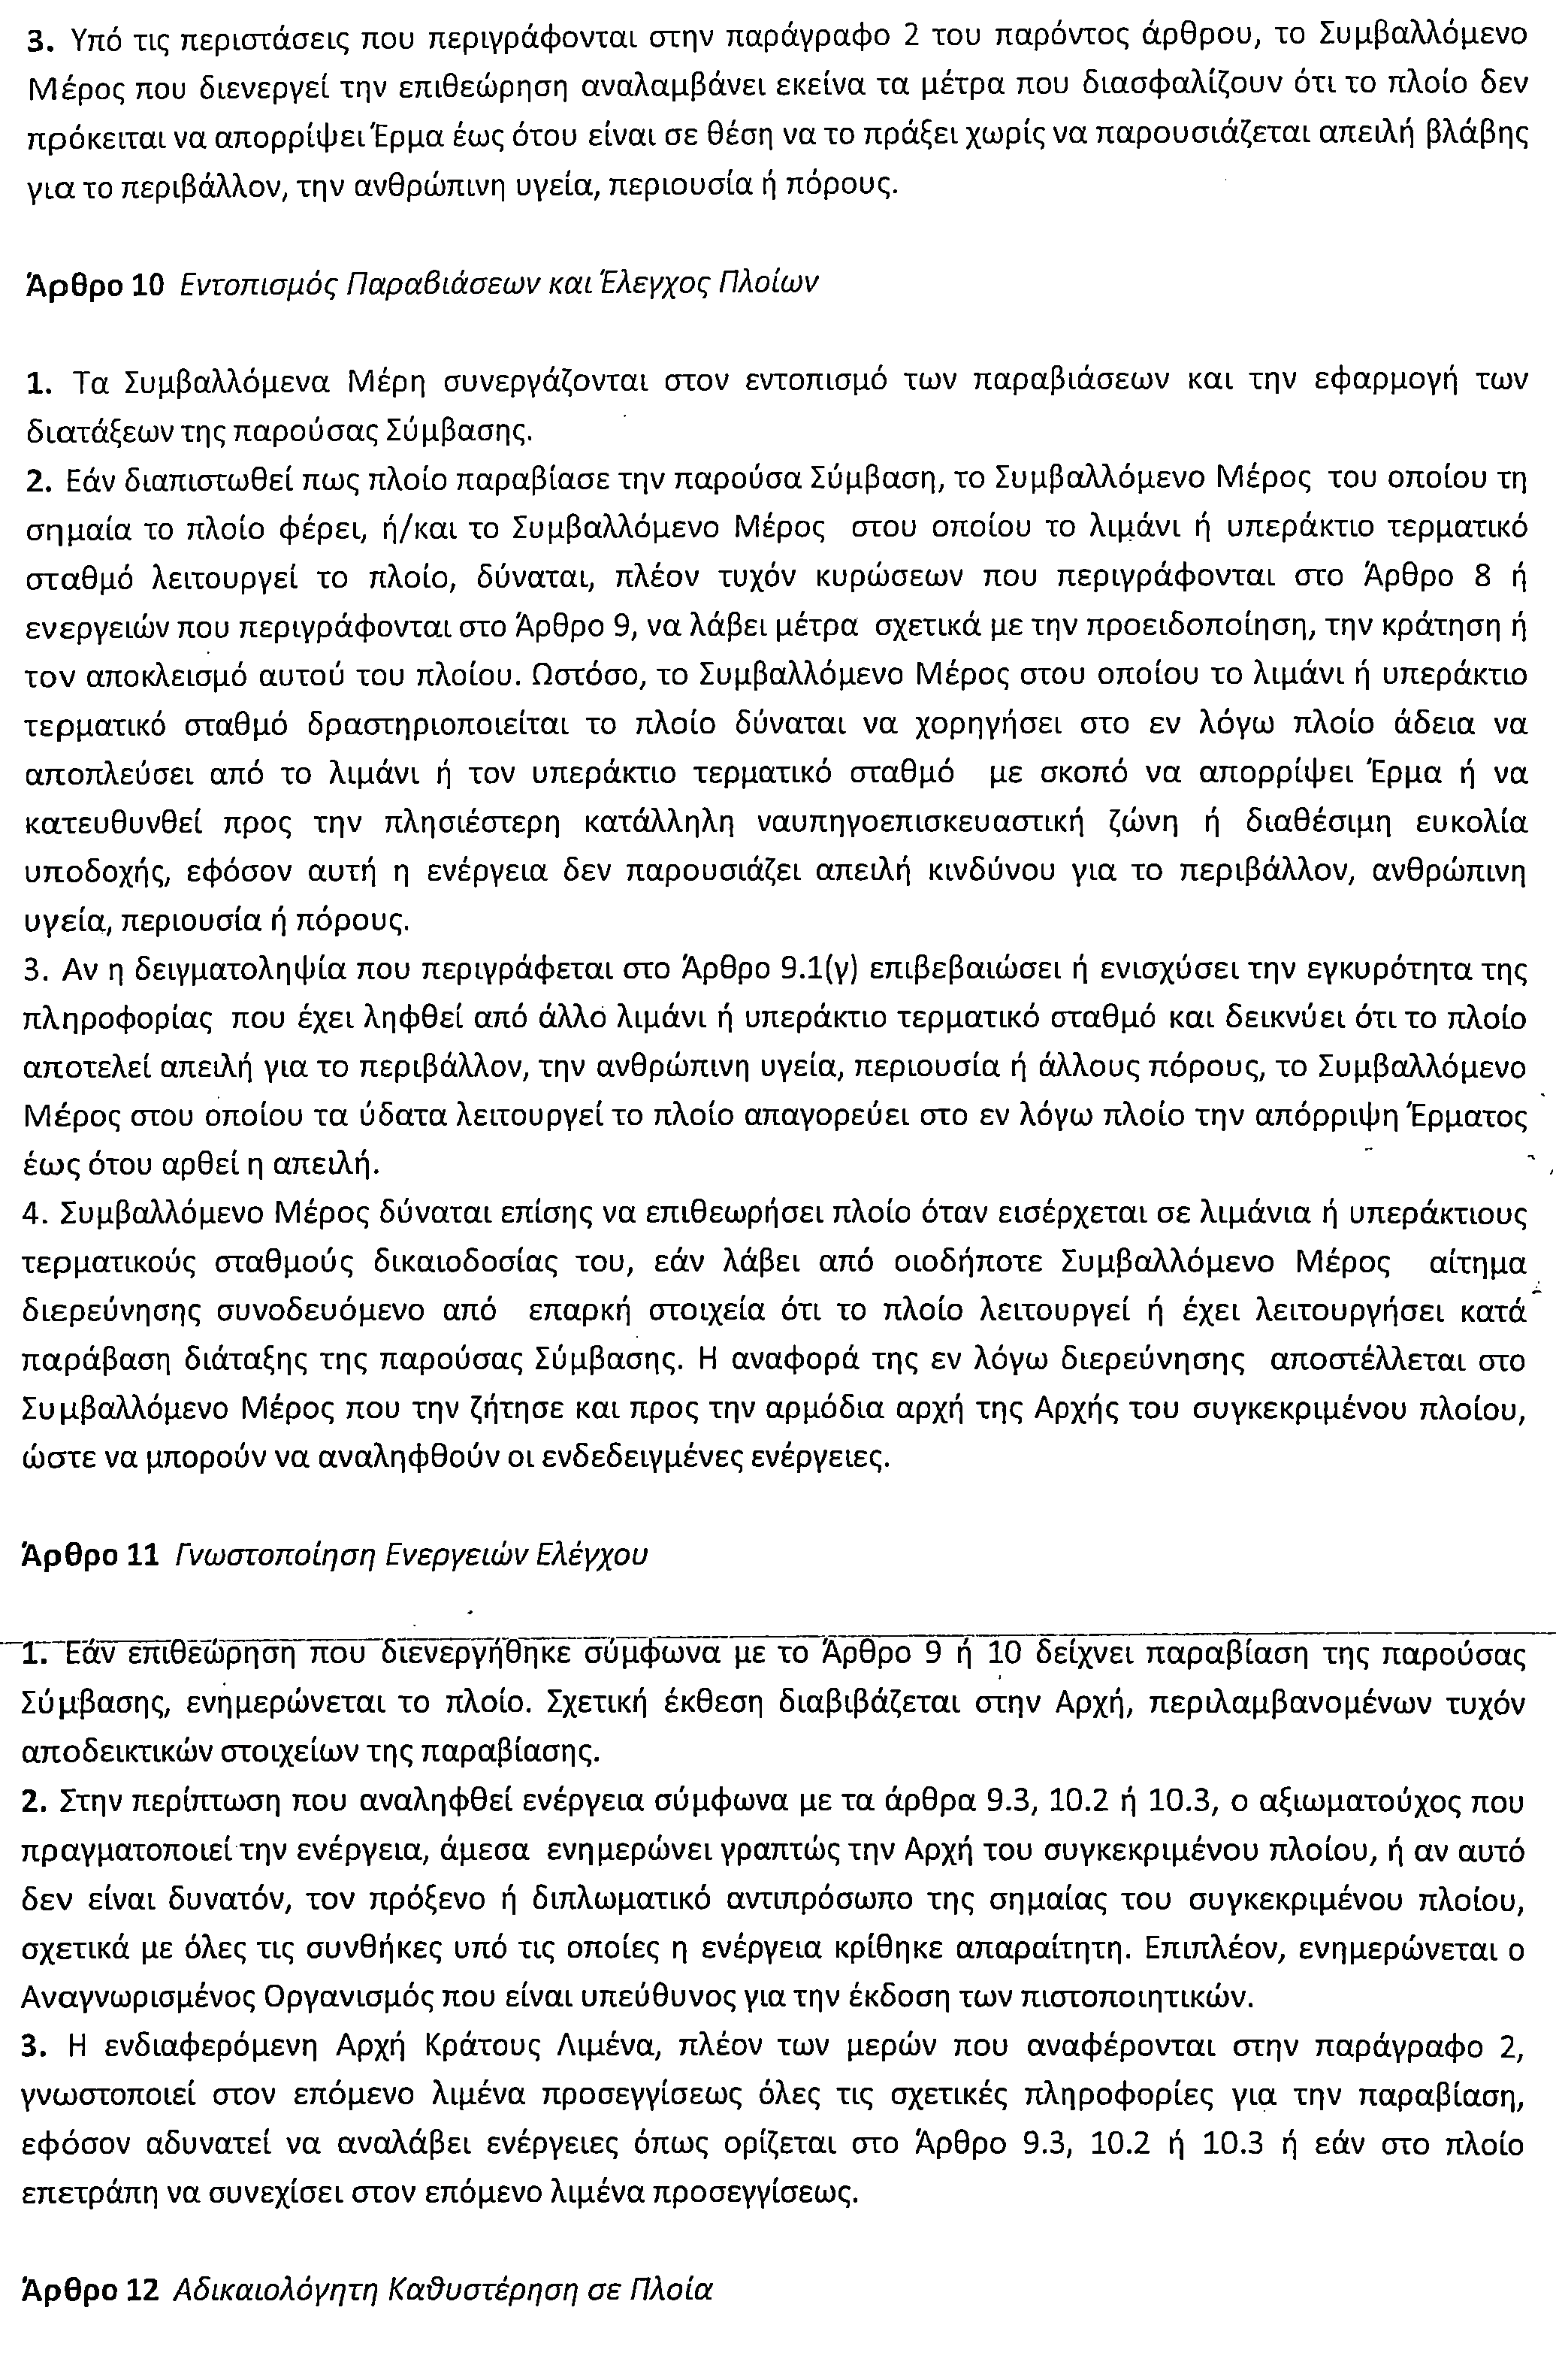 3. Υπό τις περιστάσεις που περιγράφονται στην παράγραφο 2 του παρόντος άρθρου, το Συμβαλλόμενο
Μέρος που διενεργεί την επιθεώρηση αναλαμβάνει εκείνα τα μέτρα που διασφαλίζουν ότι το πλοίο δεν
πρόκειται να απορρίψει Έρμα έως ότου είναι σε θέση να το πράξει χωρίς να παρουσιάζεται απειλή βλάβης
για το περιβάλλον, την ανθρώπινη υγεία, περιουσία ή πόρους.
Άρθρο 10 Εντοπισμός Παραβιάσεων και Έλεγχος Πλοίων
1. Τα Συμβαλλόμενα Μέρη συνεργάζονται στον εντοπισμό των παραβιάσεων και την εφαρμογή των
διατάξεων της παρούσας Σύμβασης.
2. Εάν διαπιστωθεί πως πλοίο παραβίασε την παρούσα Σύμβαση, το Συμβαλλόμενο Μέρος του οποίου τη
σημαία το πλοίο φέρει, ή/και το Συμβαλλόμενο Μέρος στου οποίου το λιμάνι ή υπεράκτιο τερματικό
σταθμό λειτουργεί το πλοίο, δύναται, πλέον τυχόν κυρώσεων που περιγράφονται στο Άρθρο 8 ή
ενεργειών που περιγράφονται στο Άρθρο 9, να λάβει μέτρα σχετικά με την προειδοποίηση, την κράτηση ή
τον αποκλεισμό αυτού του πλοίου. Ωστόσο, το Συμβαλλόμενο Μέρος στου οποίου το λιμάνι ή υπεράκτιο
τερματικό σταθμό δραστηριοποιείται το πλοίο δύναται να χορηγήσει στο εν λόγω πλοίο άδεια να
αποπλεύσει από το λιμάνι ή τον υπεράκτιο τερματικό σταθμό με σκοπό να απορρίψει Έρμα ή να
κατευθυνθεί προς την πλησιέστερη κατάλληλη ναυπηγοεπισκευαστική ζώνη ή διαθέσιμη ευκολία
υποδοχής, εφόσον αυτή η ενέργεια δεν παρουσιάζει απειλή κινδύνου για το περιβάλλον, ανθρώπινη
υγεία, περιουσία ή πόρους.
3. Αν η δειγματοληψία που περιγράφεται στο Άρθρο 9.1(γ) επιβεβαιώσει ή ενισχύσει την εγκυρότητα της
πληροφορίας που έχει ληφθεί από άλλο λιμάνι ή υπεράκτιο τερματικό σταθμό και δεικνύει ότι το πλοίο
αποτελεί απειλή για το περιβάλλον, την ανθρώπινη υγεία, περιουσία ή άλλους πόρους, το Συμβαλλόμενο
Μέρος στου οποίου τα ύδατα λειτουργεί το πλοίο απαγορεύει στο εν λόγω πλοίο την απόρριψη Έρματος
έως ότου αρθεί η απειλή.
4. Συμβαλλόμενο Μέρος δύναται επίσης να επιθεωρήσει πλοίο όταν εισέρχεται σε λιμάνια ή υπεράκτιους
τερματικούς σταθμούς δικαιοδοσίας του, εάν λάβει από οιοδήποτε Συμβαλλόμενο Μέρος αίτημα
διερεύνησης συνοδευόμενο από επαρκή στοιχεία ότι το πλοίο λειτουργεί ή έχει λειτουργήσει κατά
παράβαση διάταξης της παρούσας Σύμβασης. Η αναφορά της εν λόγω διερεύνησης αποστέλλεται στο
Συμβαλλόμενο Μέρος που την ζήτησε και προς την αρμόδια αρχή της Αρχής του συγκεκριμένου πλοίου,
ώστε να μπορούν να αναληφθούν οι ενδεδειγμένες ενέργειες.
Άρθρο 11 Γνωστοποίηση Ενεργειών Ελέγχου
1. Εάν επιθεώρηση που διενεργήθηκε σύμφωνα με το Άρθρο 9 ή 10 δείχνει παραβίαση της παρούσας
Σύμβασης, ενημερώνεται το πλοίο. Σχετική έκθεση διαβιβάζεται στην Αρχή, περιλαμβανομένων τυχόν
αποδεικτικών στοιχείων της παραβίασης.
2. Στην περίπτωση που αναληφθεί ενέργεια σύμφωνα με τα άρθρα 9.3, 10.2 ή 10.3, ο αξιωματούχος που
πραγματοποιεί την ενέργεια, άμεσα ενημερώνει γραπτώς την Αρχή του συγκεκριμένου πλοίου, ή αν αυτό
δεν είναι δυνατόν, τον πρόξενο ή διπλωματικό αντιπρόσωπο της σημαίας του συγκεκριμένου πλοίου,
σχετικά με όλες τις συνθήκες υπό τις οποίες η ενέργεια κρίθηκε απαραίτητη. Επιπλέον, ενημερώνεται ο
Αναγνωρισμένος Οργανισμός που είναι υπεύθυνος για την έκδοση των πιστοποιητικών.
3. Η ενδιαφερόμενη Αρχή Κράτους Λιμένα, πλέον των μερών που αναφέρονται στην παράγραφο 2,
γνωστοποιεί στον επόμενο λιμένα προσεγγίσεως όλες τις σχετικές πληροφορίες για την παραβίαση,
εφόσον αδυνατεί να αναλάβει ενέργειες όπως ορίζεται στο Άρθρο 9.3, 10.2 ή 10.3 ή εάν στο πλοίο
επετράπη να συνεχίσει στον επόμενο λιμένα προσεγγίσεως.
Άρθρο 12 Αδικαιολόγητη Καθυστέρηση σε Πλοία